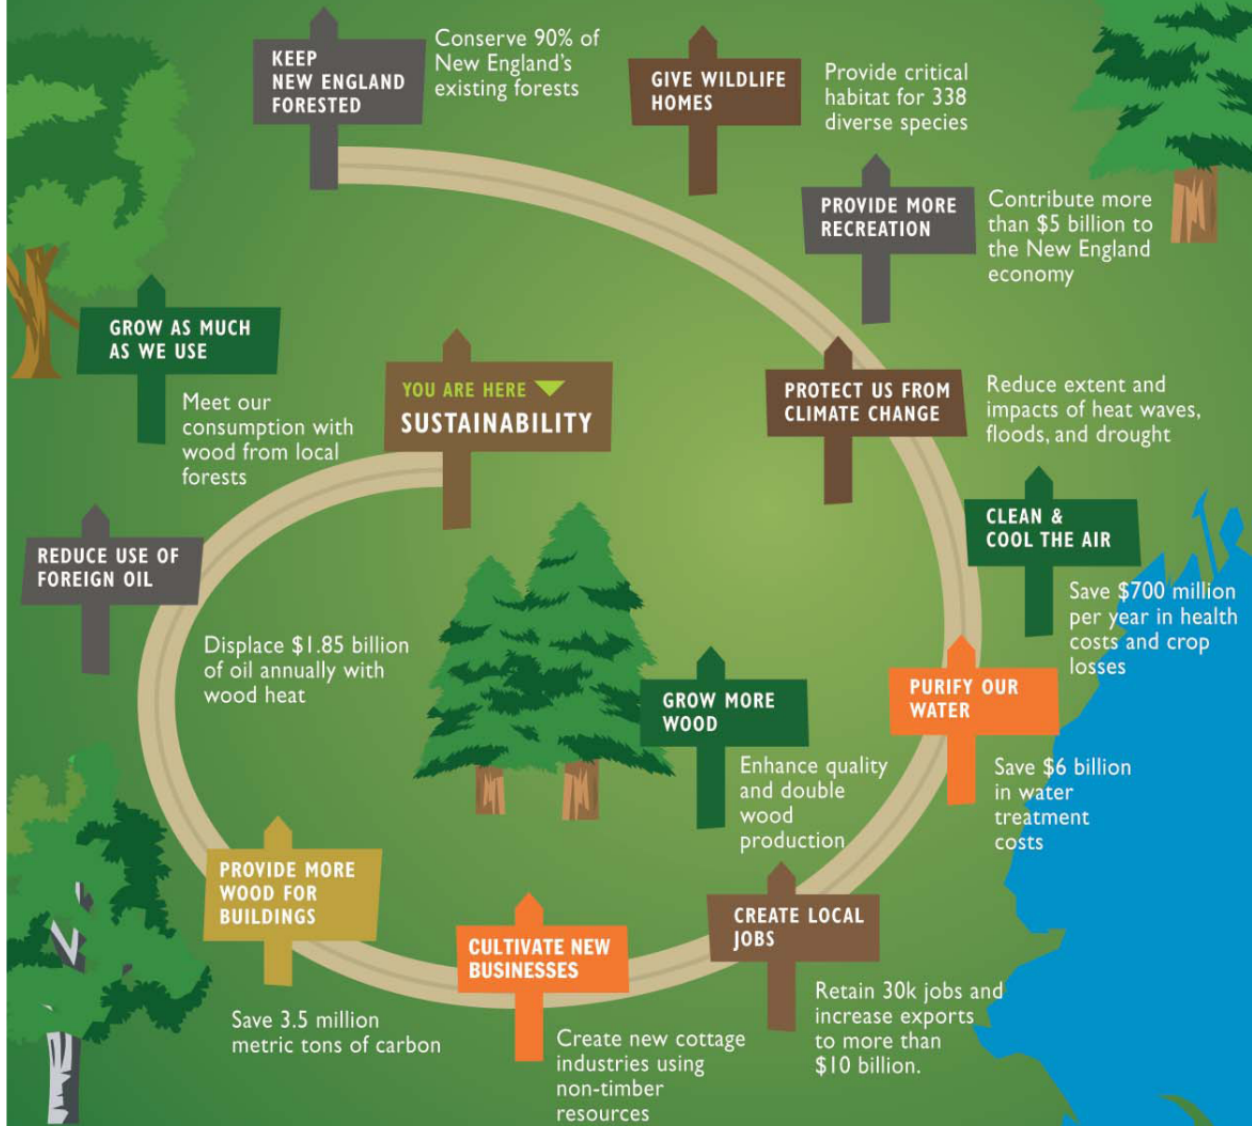 KEEP
NEW ENGLAND
FORESTED
Conserve 90% of
New England's
existing forests
GIVE WILDLIFE
HOMES
Provide critical
habitat for 338
diverse species
PROVIDE MORE
RECREATION
Contribute more
than $5 billion to
the New England
economy
PROTECT US FROM
CLIMATE CHANGE
Reduce extent and
impacts of heat waves,
floods, and drought
CLEAN &
COOL THE AIR
Save $700 million
per year in health
costs and crop
losses
PURIFY OUR
WATER
Save $6 billion
in water
treatment
costs
GROW MORE
WOOD
Enhance quality
and double
wood
production
CREATE LOCAL
JOBS
Retain 30k jobs and
increase exports
to more than
$10 billion.
CULTIVATE NEW
BUSINESSES
Create new cottage
industries using
non-timber
resources
PROVIDE MORE
WOOD FOR
BUILDINGS
Save 3.5 million
metric tons of carbon
REDUCE USE OF
FOREIGN OIL
Displace $1.85 billion
of oil annually with
wood heat
GROW AS MUCH
AS WE USE
Meet our
consumption with
wood from local
forests
YOU ARE HERE
SUSTAINABILITY